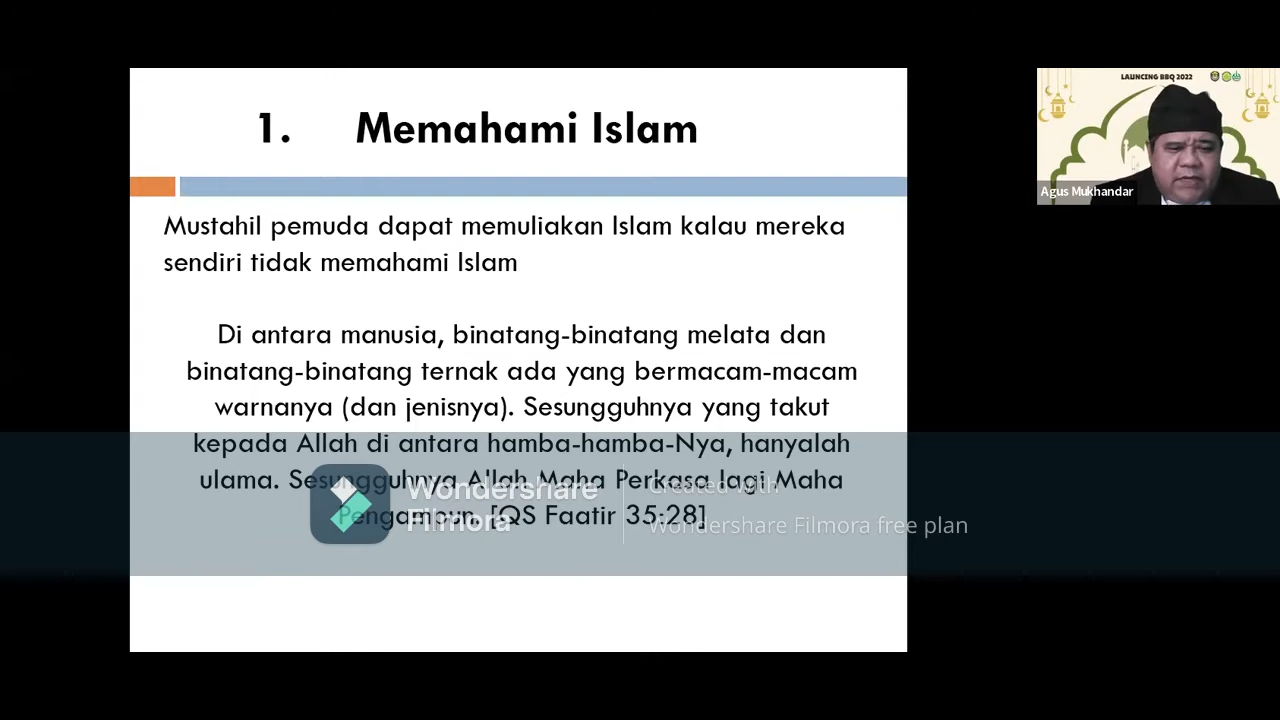 1. Memahami Islam
Mustahil pemuda dapat memuliakan Islam kalau mereka
sendiri tidak memahami Islam
Di antara manusia, binatang-binatang melata dan
binatang-binatang ternak ada yang bermacam-macam
warnanya (dan jenisnya). Sesungguhnya yang takut
kepada Allah di antara hamba-hamba-Nya, hanyalah
ulama. Sesungguhnya Allah Maha Perkasa lagi Maha
Pengampun. [QS Faatir 35:28]
Wondershare
Filmora
Created with
Wondershare Filmora free plan
LAUNCING BBQ 2022
Agus Mukhandar